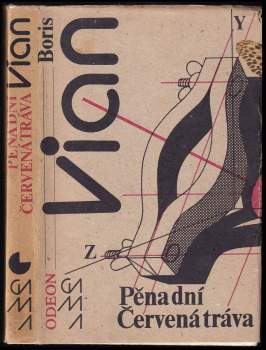 Boris
Vian
PĚNA DNÍ
ČERVENÁ TRÁVA
ODEON
Boris
Vian
Y
Z
Pěna dní
Červená tráva